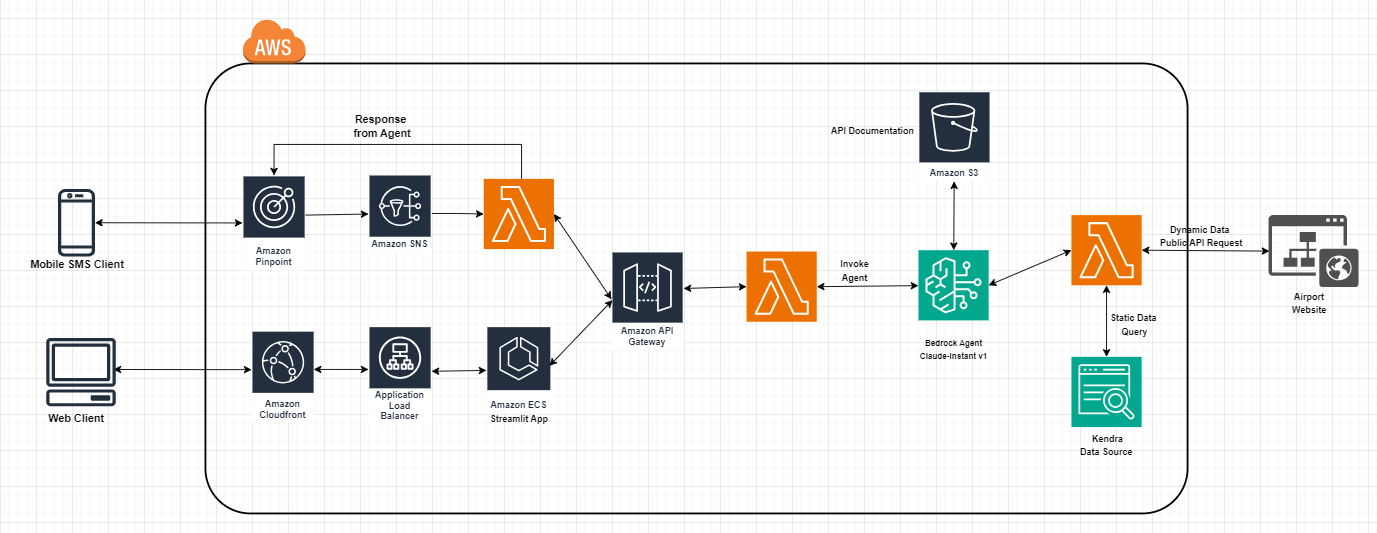 AWS
Response
from Agent
API Documentation
Amazon S3
Mobile SMS Client
Amazon
Pinpoint
Amazon SNS
Amazon API
Gateway
Invoke
Agent
Bedrock Agent
Claude-Instant v1
Dynamic Data
Public API Request
Airport
Website
Static Data
Query
Kendra
Data Source
Web Client
Amazon
Cloudfront
Application
Load
Balancer
Amazon ECS
Streamlit App